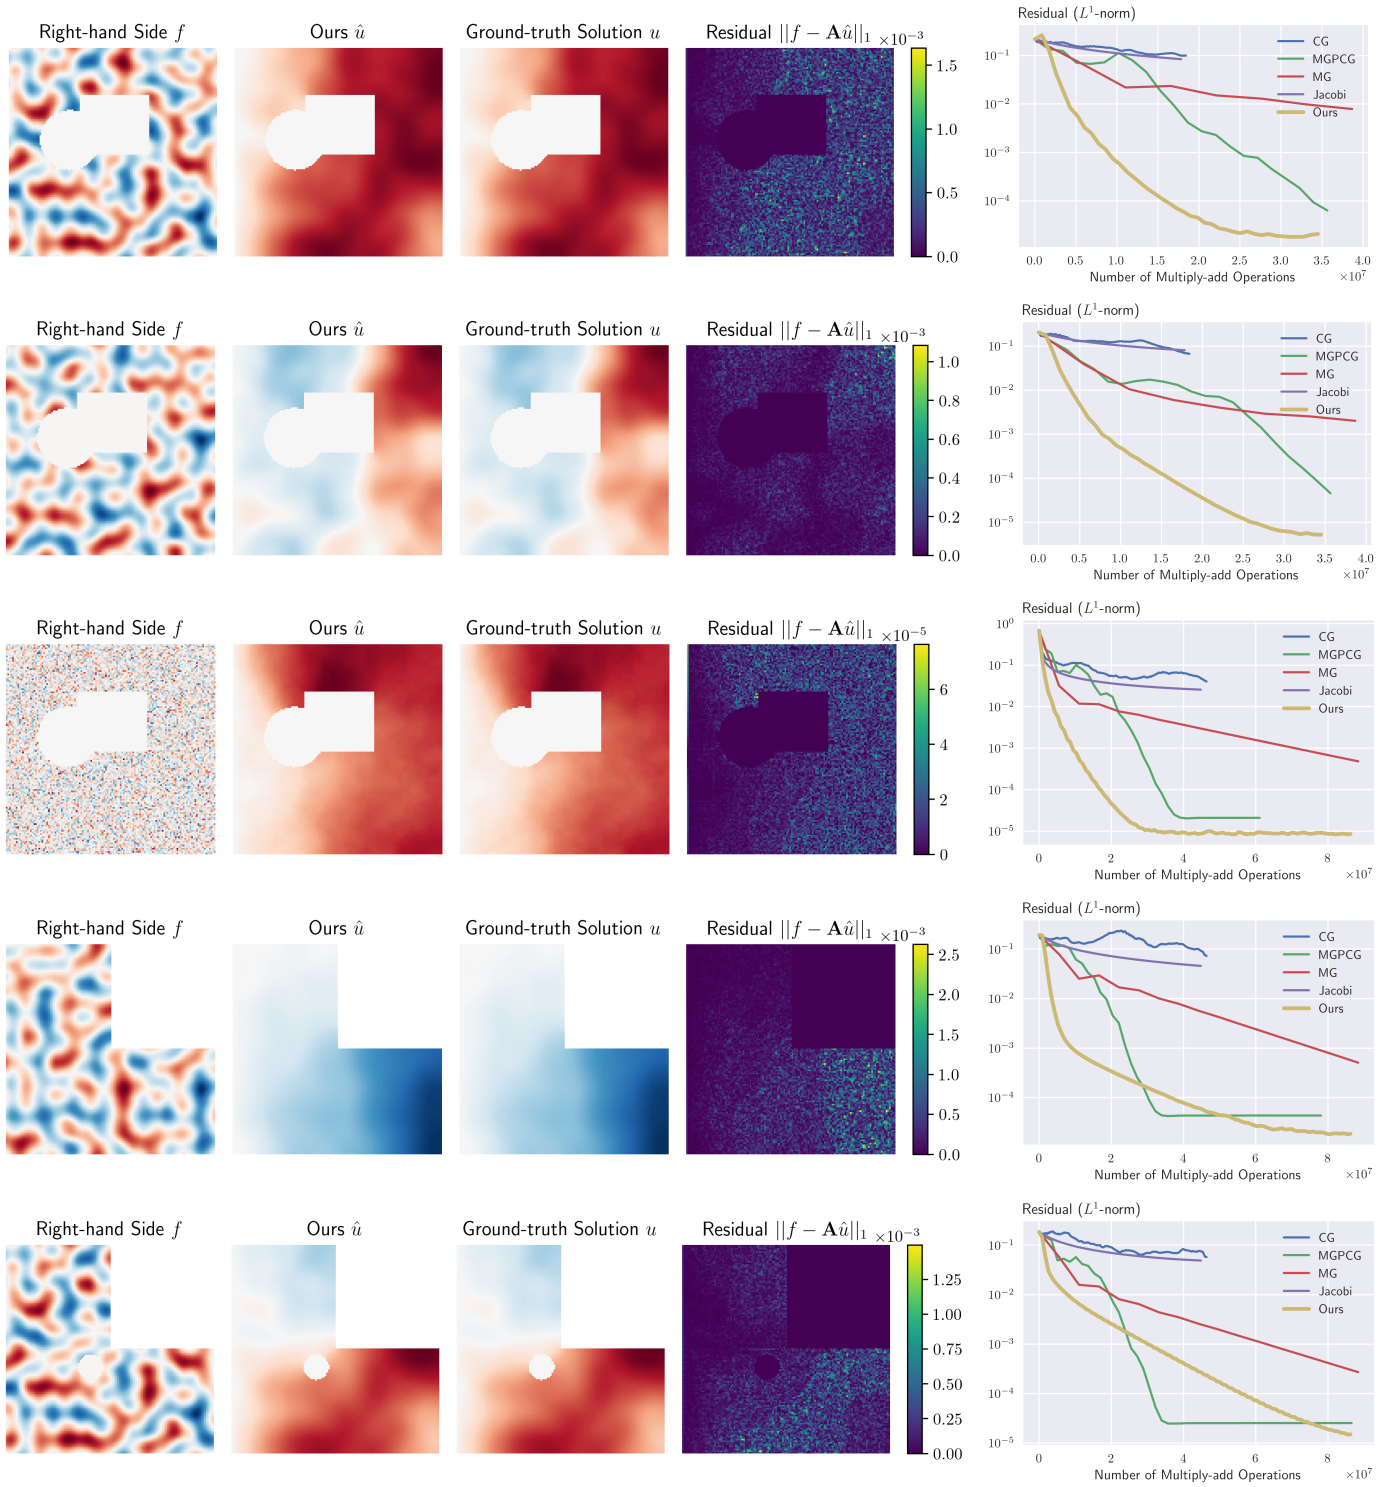 Right-hand Side f
Ours û
Ground-truth Solution u
Residual ||f − Aû||₁ ×10⁻³
1.5
1.0
0.5
0.0
Residual (L¹-norm)
CG
MGPCG
MG
Jacobi
Ours
10⁻¹
10⁻²
10⁻³
10⁻⁴
0.0 0.5 1.0 1.5 2.0 2.5 3.0 3.5 4.0
Number of Multiply-add Operations ×10⁷
Right-hand Side f
Ours û
Ground-truth Solution u
Residual ||f − Aû||₁ ×10⁻³
1.0
0.8
0.6
0.4
0.2
0.0
Residual (L¹-norm)
CG
MGPCG
MG
Jacobi
Ours
10⁻¹
10⁻²
10⁻³
10⁻⁴
10⁻⁵
0.0 0.5 1.0 1.5 2.0 2.5 3.0 3.5 4.0
Number of Multiply-add Operations ×10⁷
Right-hand Side f
Ours û
Ground-truth Solution u
Residual ||f − Aû||₁ ×10⁻⁵
6
4
2
0
Residual (L¹-norm)
CG
MGPCG
MG
Jacobi
Ours
10⁰
10⁻¹
10⁻²
10⁻³
10⁻⁴
10⁻⁵
0 2 4 6 8
Number of Multiply-add Operations ×10⁷
Right-hand Side f
Ours û
Ground-truth Solution u
Residual ||f − Aû||₁ ×10⁻³
2.5
2.0
1.5
1.0
0.5
0.0
Residual (L¹-norm)
CG
MGPCG
MG
Jacobi
Ours
10⁻¹
10⁻²
10⁻³
10⁻⁴
0 2 4 6 8
Number of Multiply-add Operations ×10⁷
Right-hand Side f
Ours û
Ground-truth Solution u
Residual ||f − Aû||₁ ×10⁻³
1.25
1.00
0.75
0.50
0.25
0.00
Residual (L¹-norm)
CG
MGPCG
MG
Jacobi
Ours
10⁻¹
10⁻²
10⁻³
10⁻⁴
10⁻⁵
0 2 4 6 8
Number of Multiply-add Operations ×10⁷